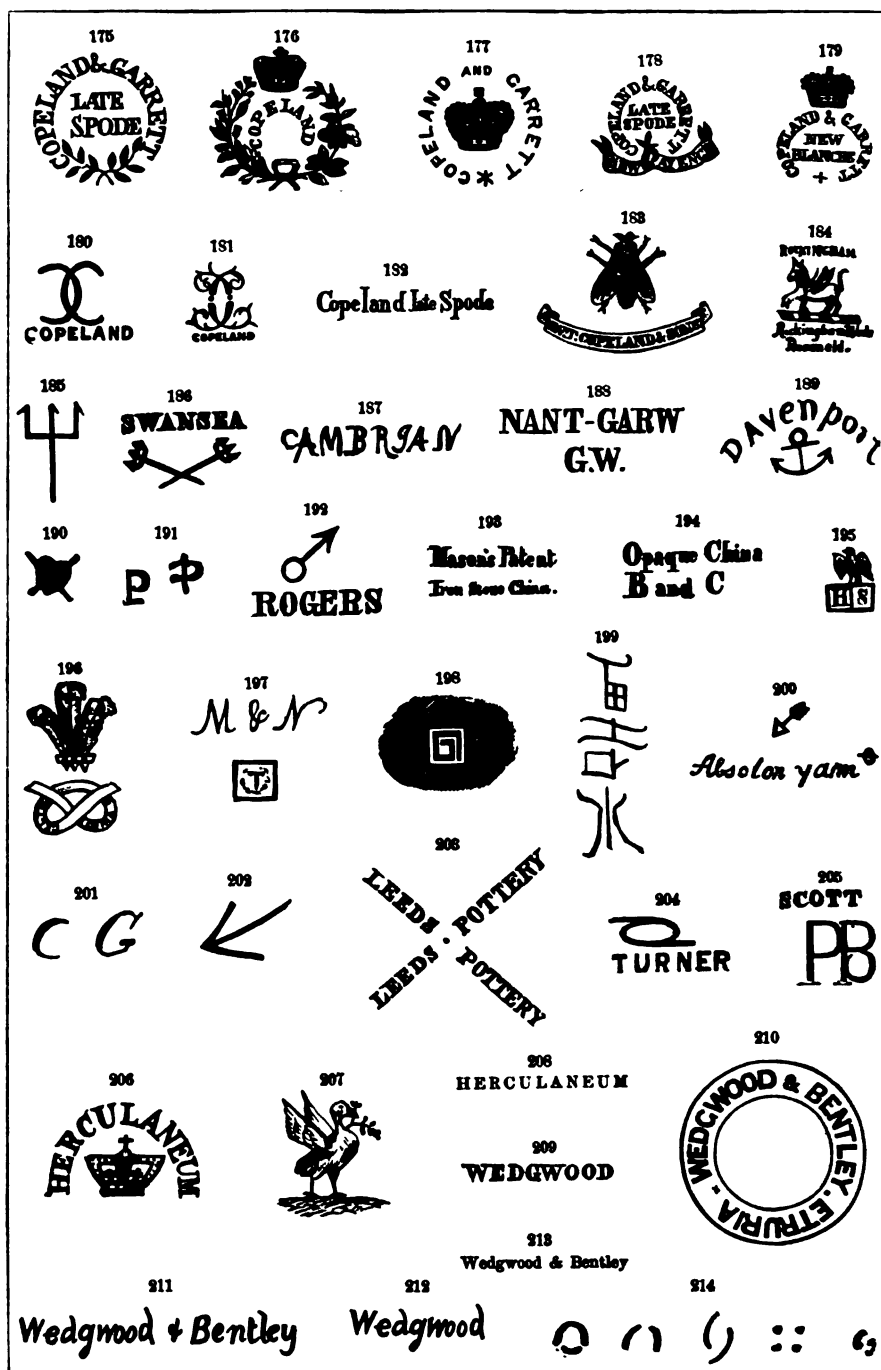 175
COPELAND & GARRETT
LATE
SPODE
176
COPELAND
177
COPELAND AND GARRETT
178
COPELAND & GARRETT
LATE
SPODE
179
COPELAND & GARRETT
NEW
BLANCHE
180
COPELAND
181
COPELAND
182
Copeland late Spode
183
COPELAND &
184
ROCKINGHAM
Rockingham Works
185
186
SWANSEA
187
CAMBRIAN
188
NANT-GARW
G.W.
189
DAVenport
190
191
P P
192
ROGERS
193
Mason's Patent
Iron Stone China.
194
Opaque China
B and C
195
H S
196
197
M & N
T
198
199
200
Absolon yarm
201
C G
202
203
LEEDS · POTTERY
LEEDS · POTTERY
204
TURNER
205
SCOTT
PB
206
HERCULANEUM
207
208
HERCULANEUM
209
WEDGWOOD
210
WEDGWOOD & BENTLEY. ETRURIA -
213
Wedgwood & Bentley
211
Wedgwood & Bentley
212
Wedgwood
214